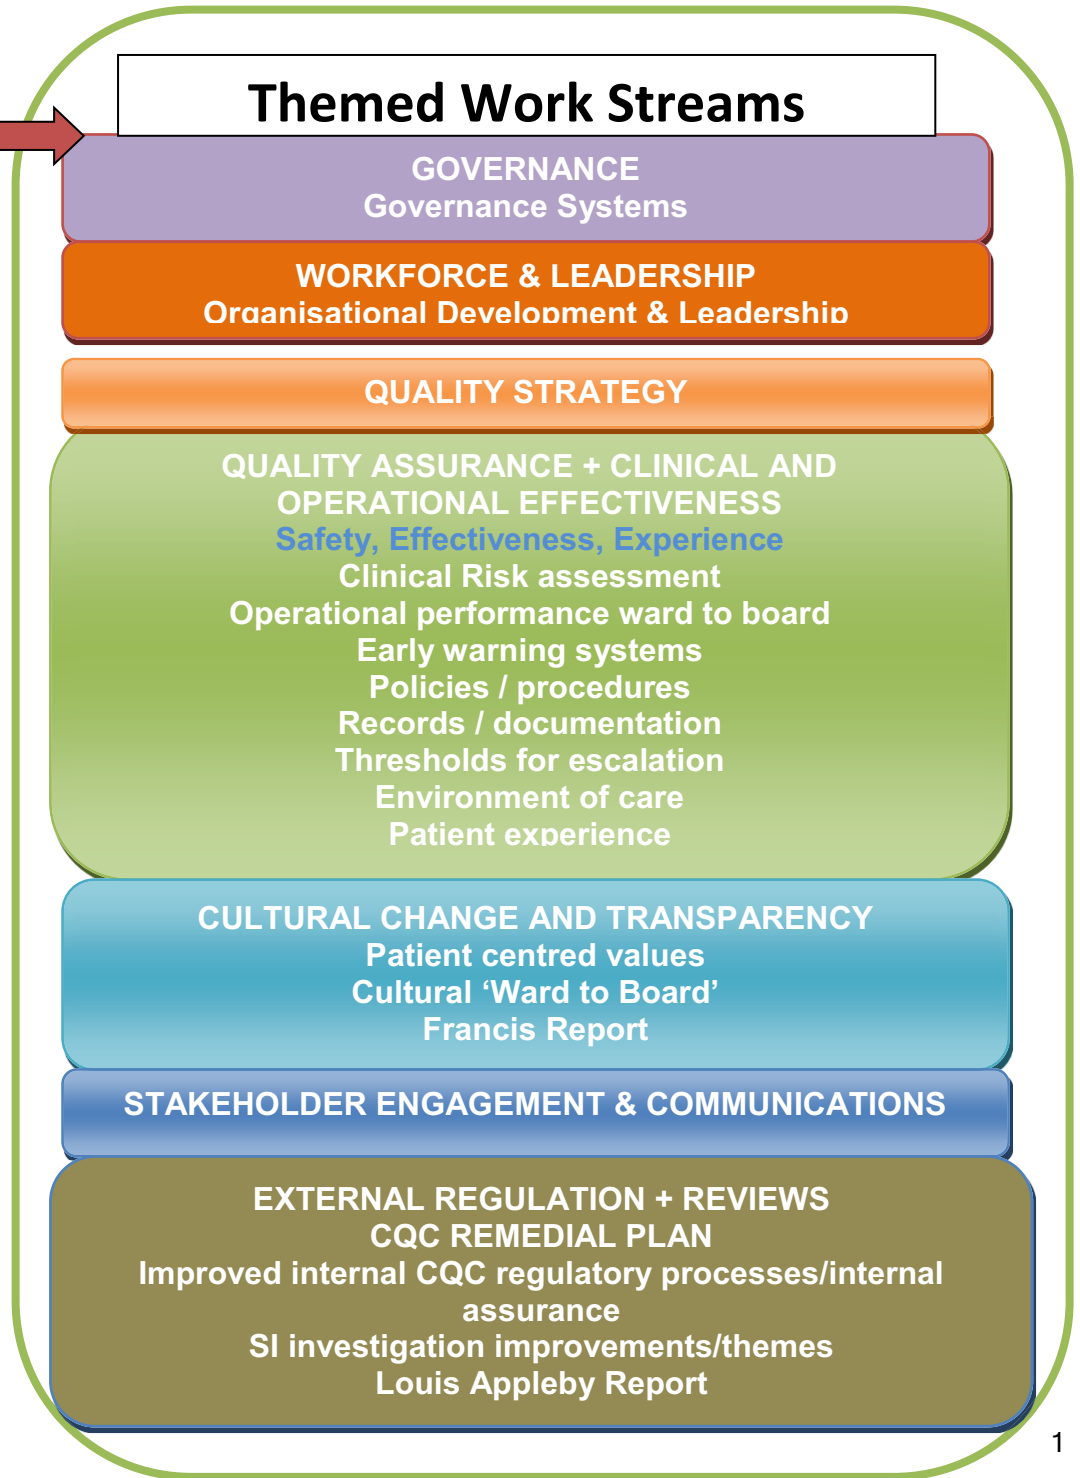 Themed Work Streams
GOVERNANCE
Governance Systems
WORKFORCE & LEADERSHIP
Organisational Development & Leadership
QUALITY STRATEGY
QUALITY ASSURANCE + CLINICAL AND
OPERATIONAL EFFECTIVENESS
Safety, Effectiveness, Experience
Clinical Risk assessment
Operational performance ward to board
Early warning systems
Policies / procedures
Records / documentation
Thresholds for escalation
Environment of care
Patient experience
CULTURAL CHANGE AND TRANSPARENCY
Patient centred values
Cultural ‘Ward to Board’
Francis Report
STAKEHOLDER ENGAGEMENT & COMMUNICATIONS
EXTERNAL REGULATION + REVIEWS
CQC REMEDIAL PLAN
Improved internal CQC regulatory processes/internal
assurance
SI investigation improvements/themes
Louis Appleby Report
1